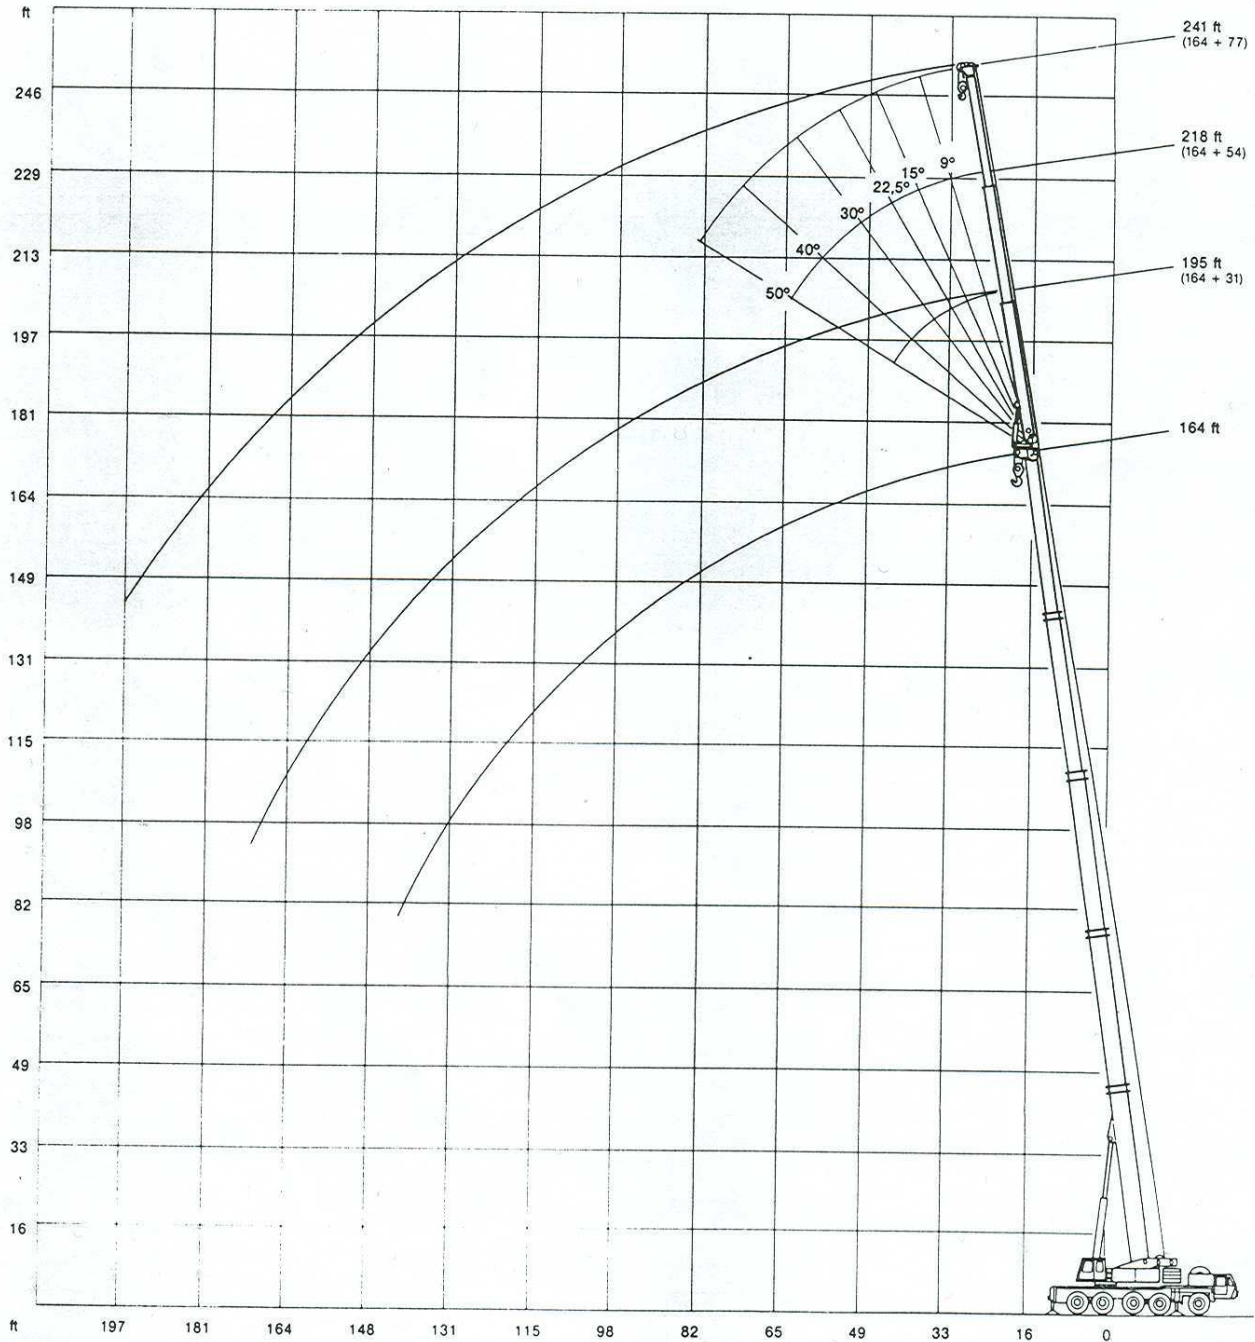 ft
241 ft
(164 + 77)
246
218 ft
(164 + 54)
229
9°
15°
22,5°
30°
213
40°
195 ft
(164 + 31)
50°
197
181
164 ft
164
149
131
115
98
82
65
49
33
16
ft 197 181 164 148 131 115 98 82 65 49 33 16 0